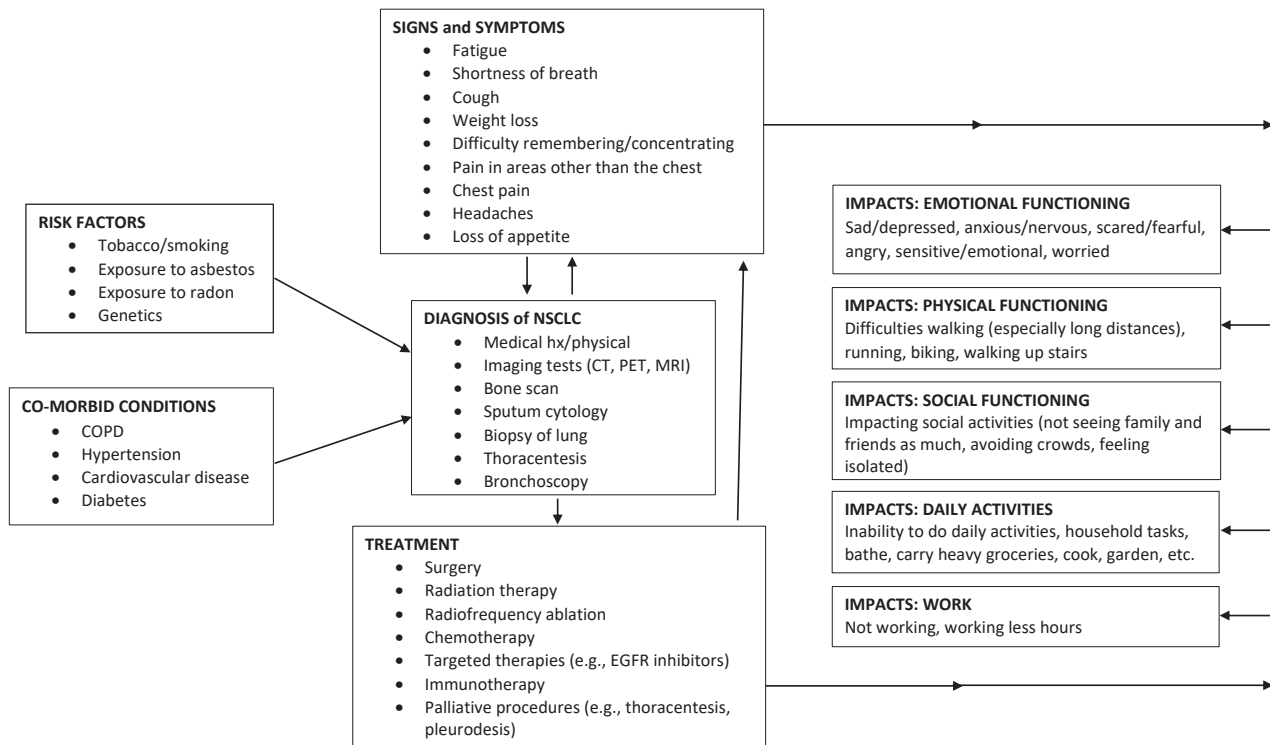 SIGNS and SYMPTOMS
• Fatigue
• Shortness of breath
• Cough
• Weight loss
• Difficulty remembering/concentrating
• Pain in areas other than the chest
• Chest pain
• Headaches
• Loss of appetite
RISK FACTORS
• Tobacco/smoking
• Exposure to asbestos
• Exposure to radon
• Genetics
CO-MORBID CONDITIONS
• COPD
• Hypertension
• Cardiovascular disease
• Diabetes
DIAGNOSIS of NSCLC
• Medical hx/physical
• Imaging tests (CT, PET, MRI)
• Bone scan
• Sputum cytology
• Biopsy of lung
• Thoracentesis
• Bronchoscopy
TREATMENT
• Surgery
• Radiation therapy
• Radiofrequency ablation
• Chemotherapy
• Targeted therapies (e.g., EGFR inhibitors)
• Immunotherapy
• Palliative procedures (e.g., thoracentesis,
pleurodesis)
IMPACTS: EMOTIONAL FUNCTIONING
Sad/depressed, anxious/nervous, scared/fearful,
angry, sensitive/emotional, worried
IMPACTS: PHYSICAL FUNCTIONING
Difficulties walking (especially long distances),
running, biking, walking up stairs
IMPACTS: SOCIAL FUNCTIONING
Impacting social activities (not seeing family and
friends as much, avoiding crowds, feeling
isolated)
IMPACTS: DAILY ACTIVITIES
Inability to do daily activities, household tasks,
bathe, carry heavy groceries, cook, garden, etc.
IMPACTS: WORK
Not working, working less hours